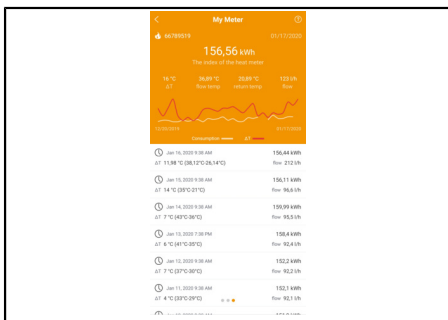 My Meter
66789519 01/17/2020
156,56 kWh
The index of the heat meter
16 °C 36,89 °C 20,89 °C 123 l/h
ΔT flow temp return temp flow
12/20/2019 01/17/2020
Consumption ΔT
Jan 16, 2020 9:38 AM 156,44 kWh
ΔT 11,98 °C (38,12°C-26,14°C) flow 212 l/h
Jan 15, 2020 9:38 AM 156,11 kWh
ΔT 14 °C (35°C-21°C) flow 96,6 l/h
Jan 14, 2020 9:38 AM 159,99 kWh
ΔT 7 °C (43°C-36°C) flow 95,5 l/h
Jan 13, 2020 7:38 PM 158,4 kWh
ΔT 6 °C (41°C-35°C) flow 92,4 l/h
Jan 12, 2020 9:38 AM 152,2 kWh
ΔT 7 °C (37°C-30°C) flow 92,2 l/h
Jan 11, 2020 9:38 AM 152,1 kWh
ΔT 4 °C (33°C-29°C) flow 92,1 l/h